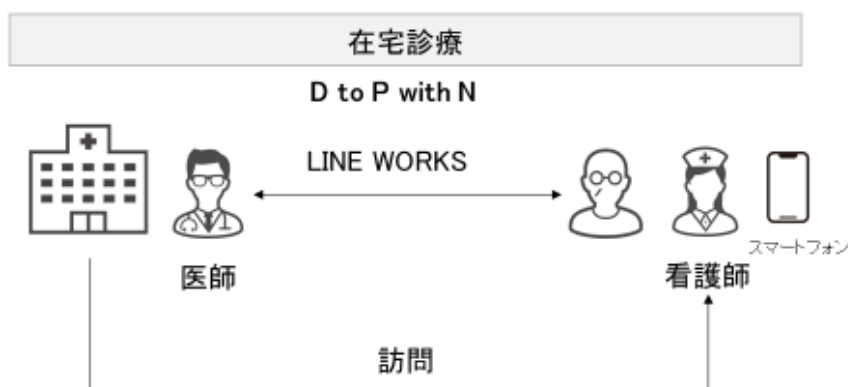 在宅診療
D to P with N
LINE WORKS
スマートフォン
医師
看護師
訪問